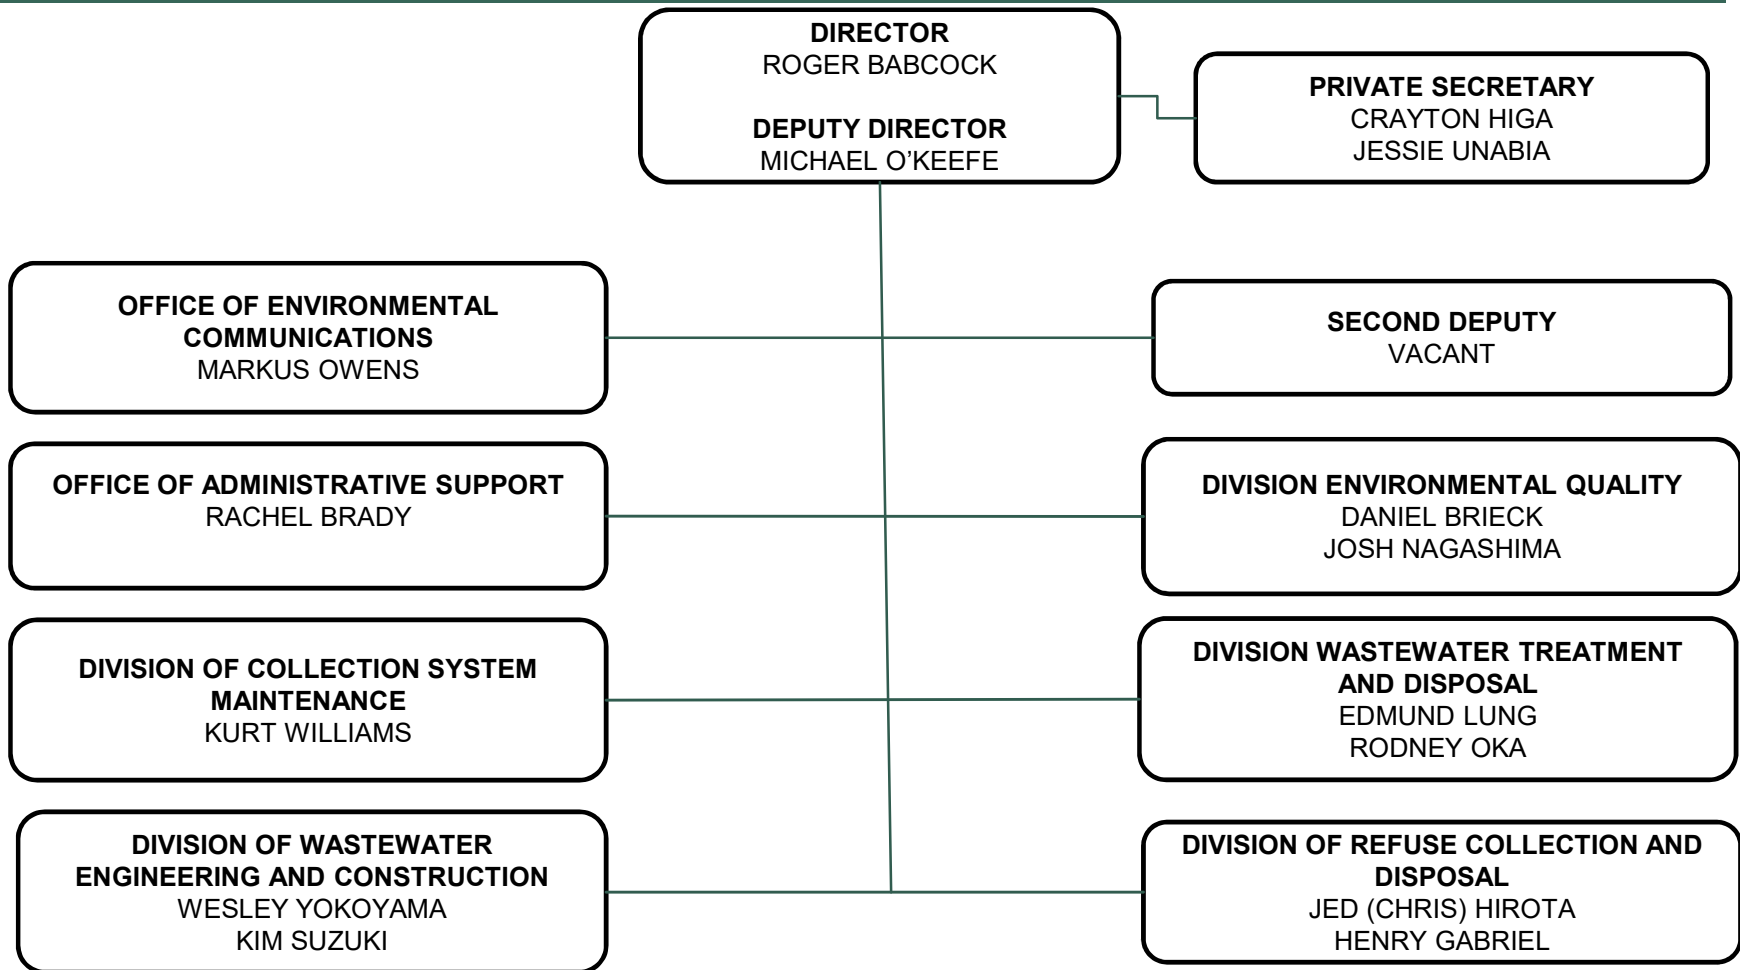 DIRECTOR
ROGER BABCOCK
DEPUTY DIRECTOR
MICHAEL O’KEEFE
PRIVATE SECRETARY
CRAYTON HIGA
JESSIE UNABIA
OFFICE OF ENVIRONMENTAL
COMMUNICATIONS
MARKUS OWENS
SECOND DEPUTY
VACANT
OFFICE OF ADMINISTRATIVE SUPPORT
RACHEL BRADY
DIVISION ENVIRONMENTAL QUALITY
DANIEL BRIECK
JOSH NAGASHIMA
DIVISION OF COLLECTION SYSTEM
MAINTENANCE
KURT WILLIAMS
DIVISION WASTEWATER TREATMENT
AND DISPOSAL
EDMUND LUNG
RODNEY OKA
DIVISION OF WASTEWATER
ENGINEERING AND CONSTRUCTION
WESLEY YOKOYAMA
KIM SUZUKI
DIVISION OF REFUSE COLLECTION AND
DISPOSAL
JED (CHRIS) HIROTA
HENRY GABRIEL